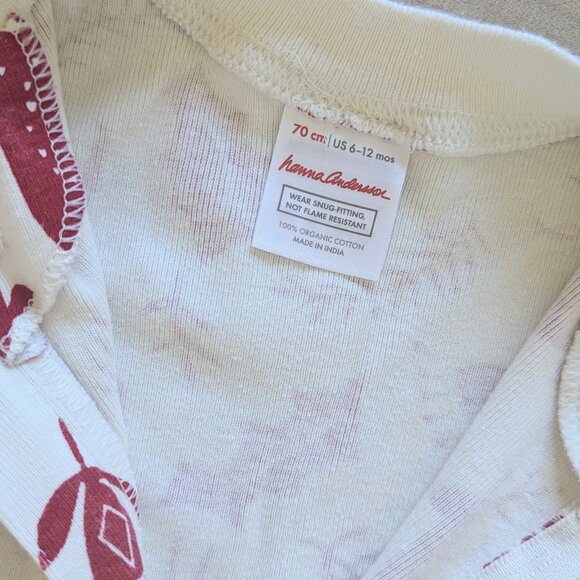 70 cm | US 6–12 mos
hanna Andersson
WEAR SNUG-FITTING,
NOT FLAME RESISTANT
100% ORGANIC COTTON
MADE IN INDIA